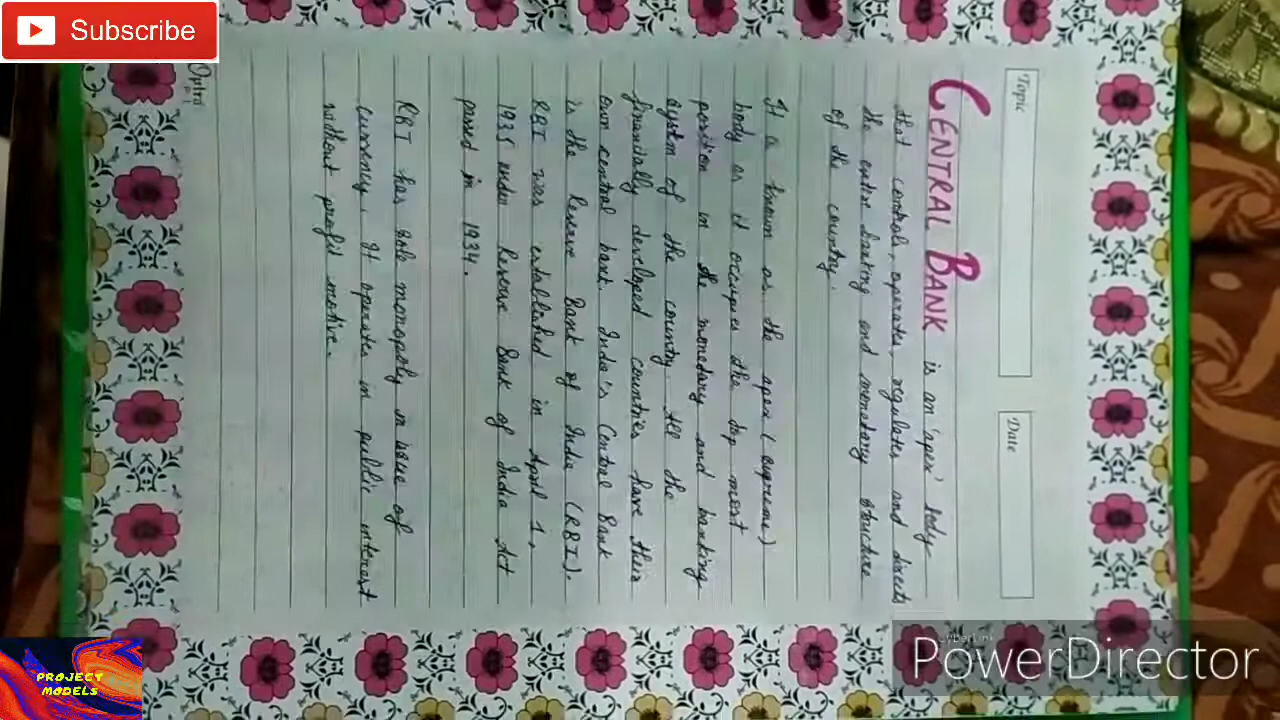 Subscribe
Topic
Date
CENTRAL BANK is an 'apex' body
that controls, operates, regulates and directs
the entire banking and monetary structure
of the country.
It a known as the apex (supreme)
body as it occupies the top most
position in the monetary and banking
system of the country. All the
financially developed countries have their
own central bank. India's Central Bank
is the Reserve Bank of India (RBI).
RBI was established in April 1,
1935 under Reserve Bank of India Act
passed in 1934.
RBI has sole monopoly in issue of
currency. It operates in public interest
without profit motive.
Optra
PROJECT
MODELS
CyberLink
PowerDirector